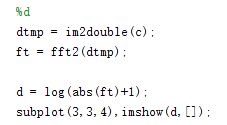 %d
dtmp = im2double(c);
ft = fft2(dtmp);
d = log(abs(ft)+1);
subplot(3,3,4),imshow(d,[]);